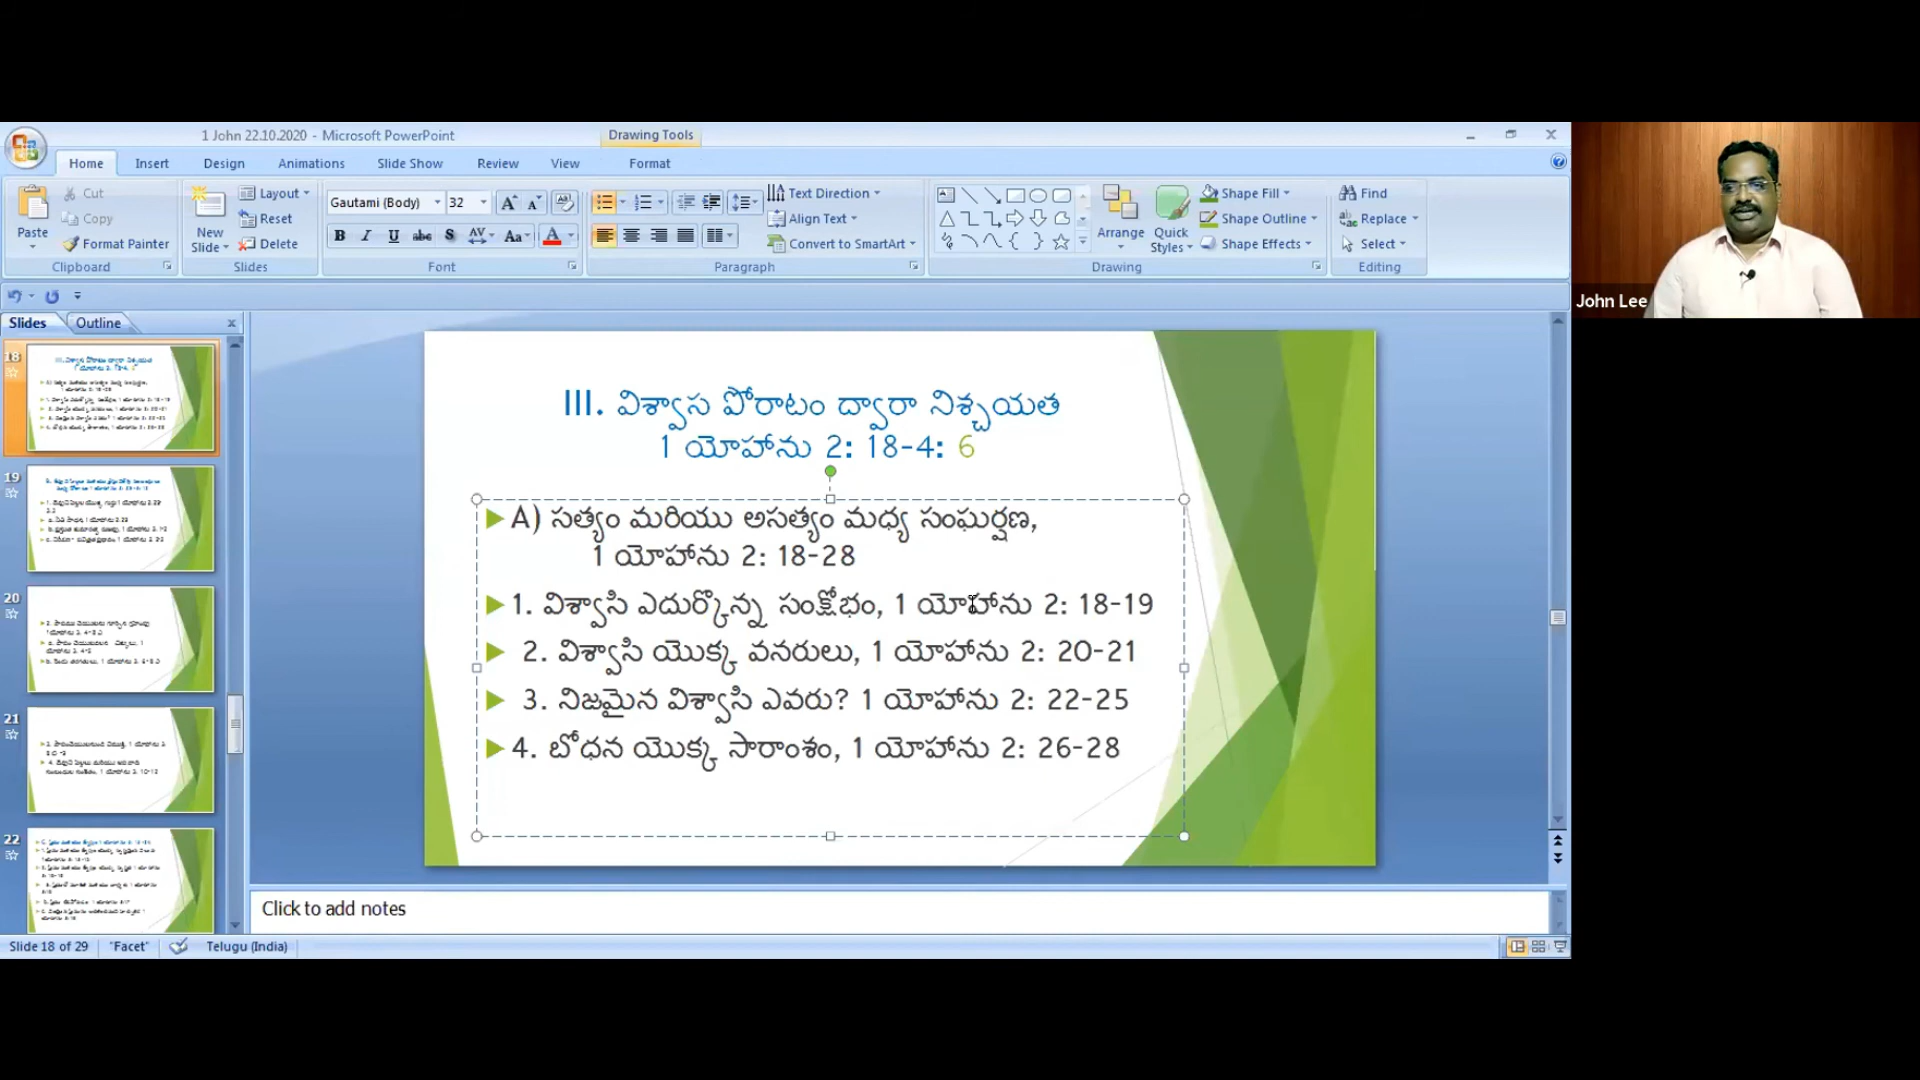 1 John 22.10.2020 - Microsoft PowerPoint
Drawing Tools
Home Insert Design Animations Slide Show Review View Format
Paste
Cut
Copy
Format Painter
Clipboard
New Slide
Layout
Reset
Delete
Slides
Gautami (Body) 32
Font
Text Direction
Align Text
Convert to SmartArt
Paragraph
Arrange
Quick Styles
Shape Fill
Shape Outline
Shape Effects
Drawing
Find
Replace
Select
Editing
John Lee
Slides Outline
18
19
20
21
22
III. విశ్వాస పోరాటం ద్వారా నిశ్చయత
1 యోహాను 2: 18-4: 6
A) సత్యం మరియు అసత్యం మధ్య సంఘర్షణ,
1 యోహాను 2: 18-28
1. విశ్వాసి ఎదుర్కొన్న సంక్షోభం, 1 యోహాను 2: 18-19
2. విశ్వాసి యొక్క వనరులు, 1 యోహాను 2: 20-21
3. నిజమైన విశ్వాసి ఎవరు? 1 యోహాను 2: 22-25
4. బోధన యొక్క సారాంశం, 1 యోహాను 2: 26-28
Click to add notes
Slide 18 of 29 "Facet" Telugu (India)